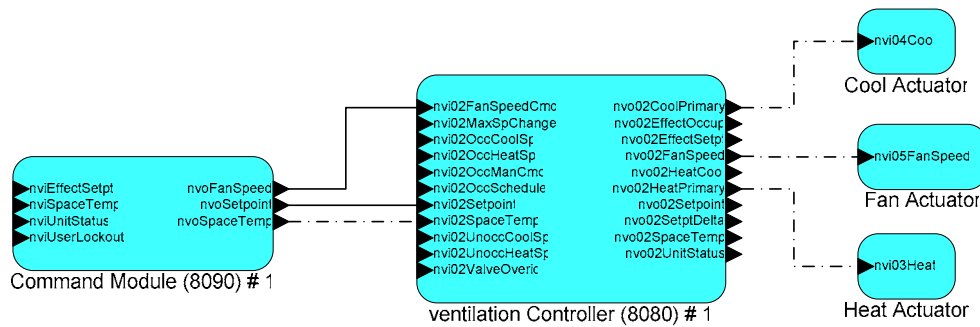 nviEffectSetpt
nviSpaceTemp
nviUnitStatus
nviUserLockout
nvoFanSpeed
nvoSetpoint
nvoSpaceTemp
Command Module (8090) # 1
nvi02FanSpeedCmc
nvi02MaxSpChange
nvi02OccCoolSp
nvi02OccHeatSp
nvi02OccManCmc
nvi02OccSchedule
nvi02Setpoint
nvi02SpaceTemp
nvi02UnoccCoolSp
nvi02UnoccHeatSp
nvi02ValveOveric
nvo02CoolPrimary
nvo02EffectOccup
nvo02EffectSetpt
nvo02FanSpeed
nvo02HeatCoo
nvo02HeatPrimary
nvo02Setpoint
nvo02SetptDelta
nvo02SpaceTemp
nvo02UnitStatus
ventilation Controller (8080) # 1
nvi04Coo
Cool Actuator
nvi05FanSpeed
Fan Actuator
nvi03Heat
Heat Actuator